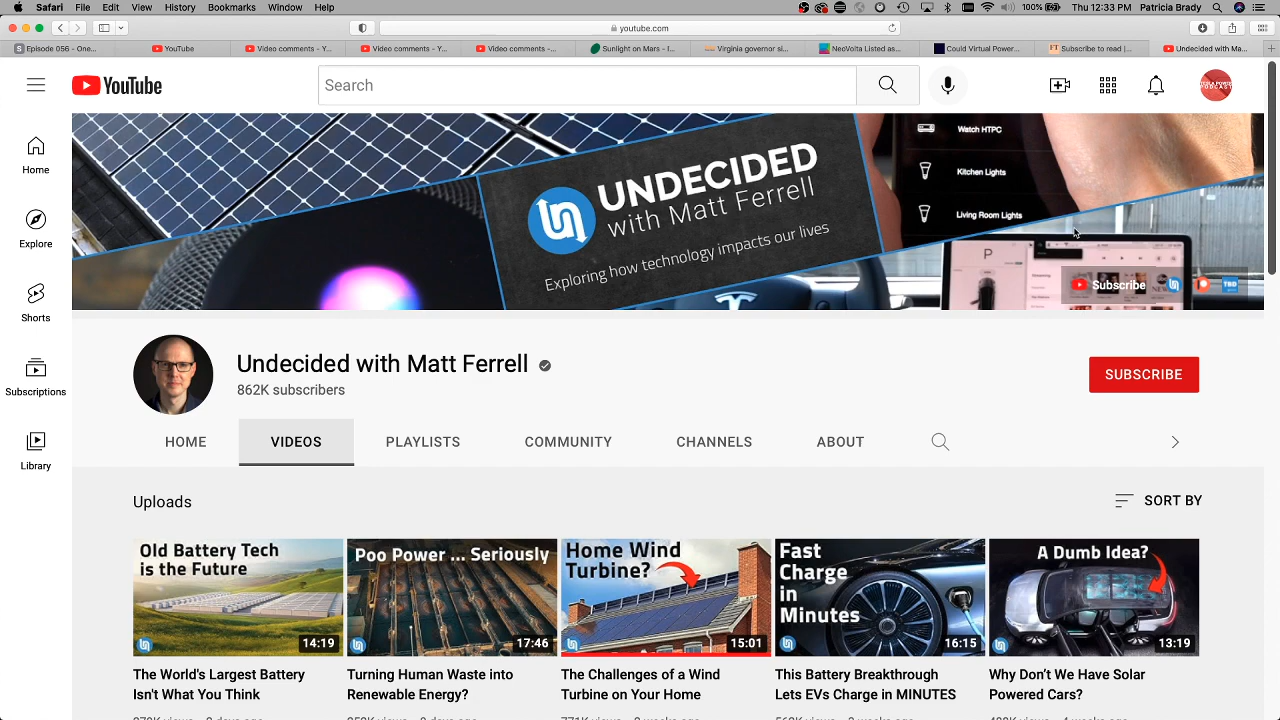 Safari File Edit View History Bookmarks Window Help
100% Thu 12:33 PM Patricia Brady
youtube.com
S Episode 056 - One...
YouTube
Video comments - Y...
Video comments - Y...
Video comments -...
Sunlight on Mars - I...
Virginia governor si...
NeoVolta Listed as...
Could Virtual Power...
FT Subscribe to read |...
Undecided with Ma...
YouTube
Search
Home
Explore
Shorts
Subscriptions
Library
UNDECIDED
with Matt Ferrell
Exploring how technology impacts our lives
Watch HTPC
Kitchen Lights
Living Room Lights
P
Subscribe
Undecided with Matt Ferrell
862K subscribers
SUBSCRIBE
HOME VIDEOS PLAYLISTS COMMUNITY CHANNELS ABOUT
Uploads
SORT BY
Old Battery Tech
is the Future
14:19
Poo Power ... Seriously
17:46
Home Wind
Turbine?
15:01
Fast
Charge
in
Minutes
16:15
A Dumb Idea?
13:19
The World's Largest Battery
Isn't What You Think
Turning Human Waste into
Renewable Energy?
The Challenges of a Wind
Turbine on Your Home
This Battery Breakthrough
Lets EVs Charge in MINUTES
Why Don't We Have Solar
Powered Cars?